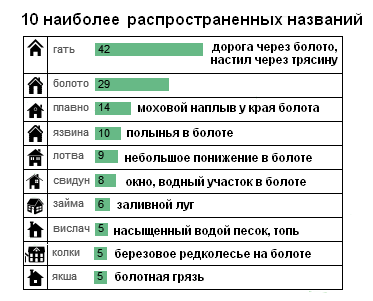 10 наиболее распространенных названий
гать 42 дорога через болото,
настил через трясину
болото 29
плавно 14 моховой наплыв у края болота
язвина 10 полынья в болоте
лотва 9 небольшое понижение в болоте
свидун 8 окно, водный участок в болоте
займа 6 заливной луг
вислач 5 насыщенный водой песок, топь
колки 5 березовое редколесье на болоте
якша 5 болотная грязь